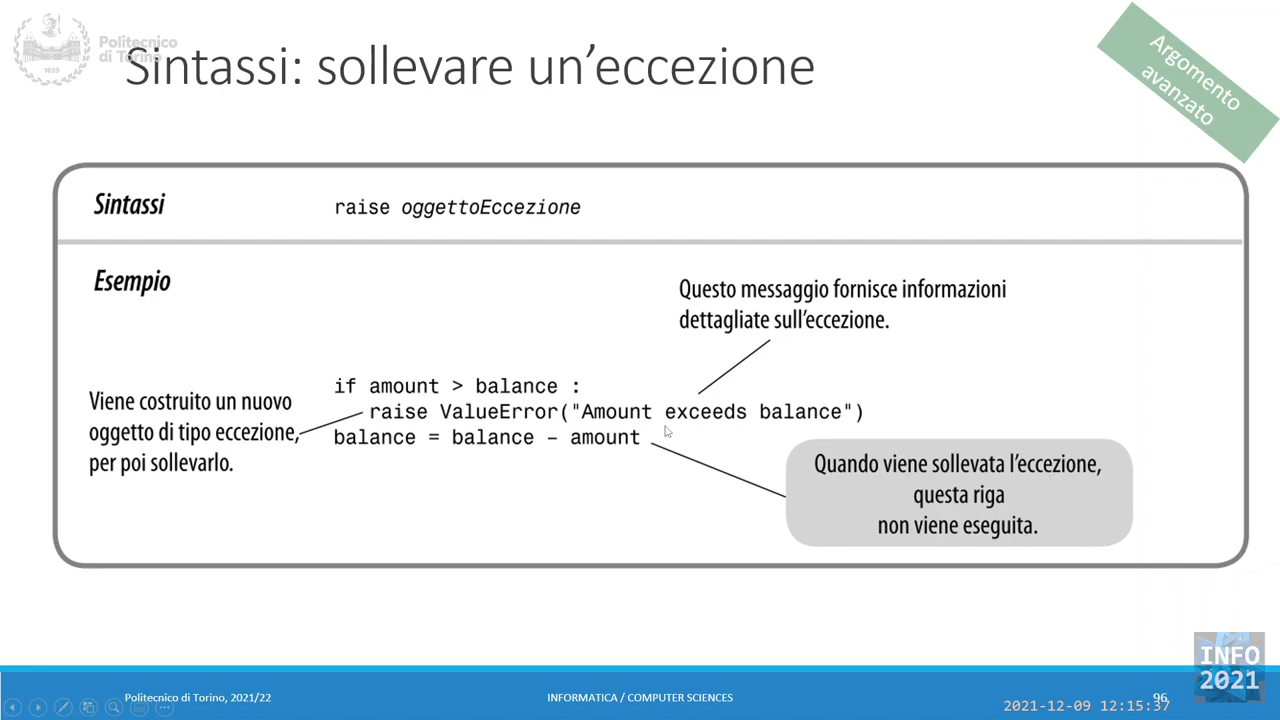 Politecnico
di Torino
1859
Sintassi: sollevare un’eccezione
Argomento
avanzato
Sintassi
raise oggettoEccezione
Esempio
Questo messaggio fornisce informazioni
dettagliate sull’eccezione.
Viene costruito un nuovo
oggetto di tipo eccezione,
per poi sollevarlo.
if amount > balance :
raise ValueError("Amount exceeds balance")
balance = balance – amount
Quando viene sollevata l’eccezione,
questa riga
non viene eseguita.
INFO
2021
Politecnico di Torino, 2021/22
INFORMATICA / COMPUTER SCIENCES
96
2021-12-09 12:15:37